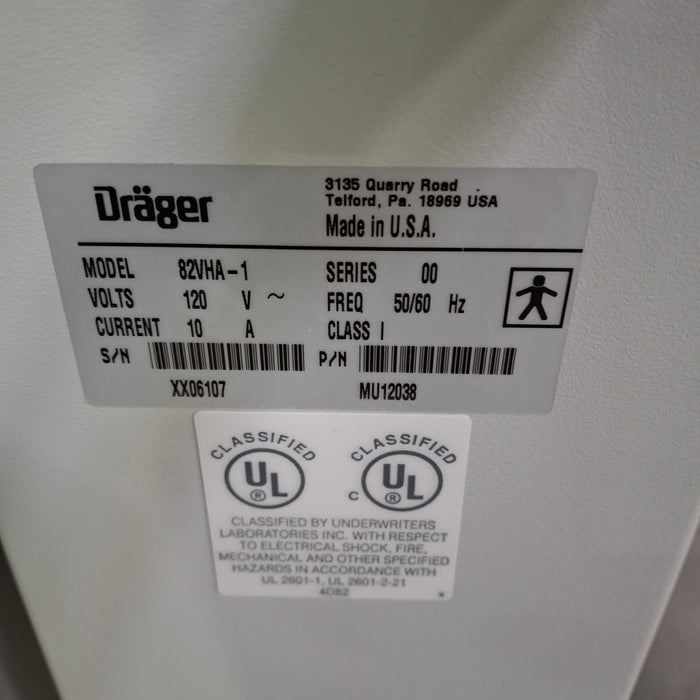 Dräger
3135 Quarry Road
Telford, Pa. 18969 USA
Made in U.S.A.
MODEL 82VHA-1 SERIES 00
VOLTS 120 V ~ FREQ 50/60 Hz
CURRENT 10 A CLASS I
S/N P/N
XX06107 MU12038
CLASSIFIED CLASSIFIED
UL ® C UL ®
CLASSIFIED BY UNDERWRITERS
LABORATORIES INC. WITH RESPECT
TO ELECTRICAL SHOCK, FIRE,
MECHANICAL AND OTHER SPECIFIED
HAZARDS IN ACCORDANCE WITH
UL 2601-1, UL 2601-2-21
4D82